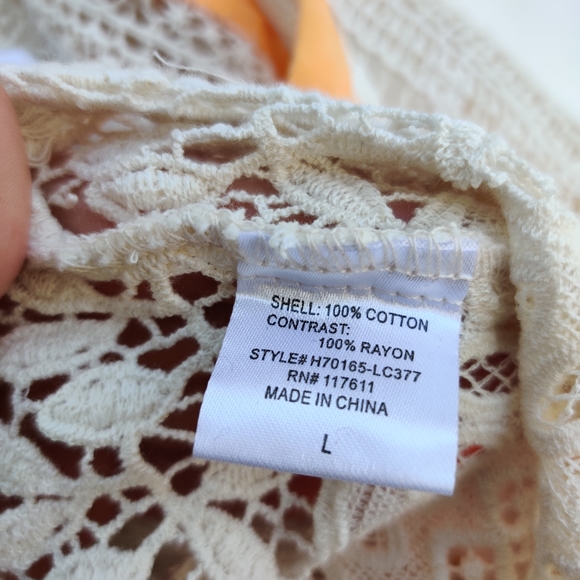 SHELL: 100% COTTON
CONTRAST:
100% RAYON
STYLE# H70165-LC377
RN# 117611
MADE IN CHINA
L